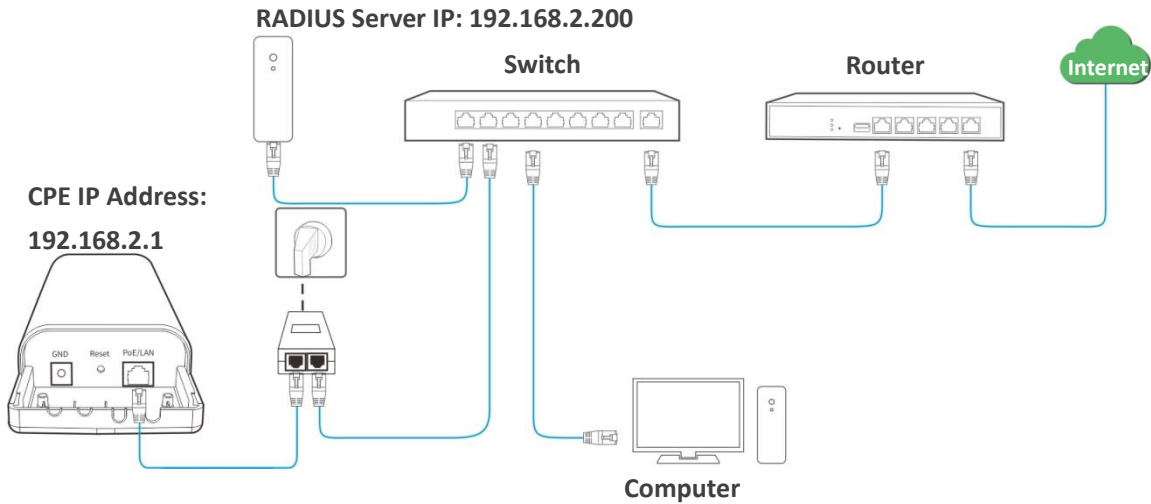 RADIUS Server IP: 192.168.2.200
Switch
Router
Internet
CPE IP Address:
192.168.2.1
GND
Reset
PoE/LAN
Computer